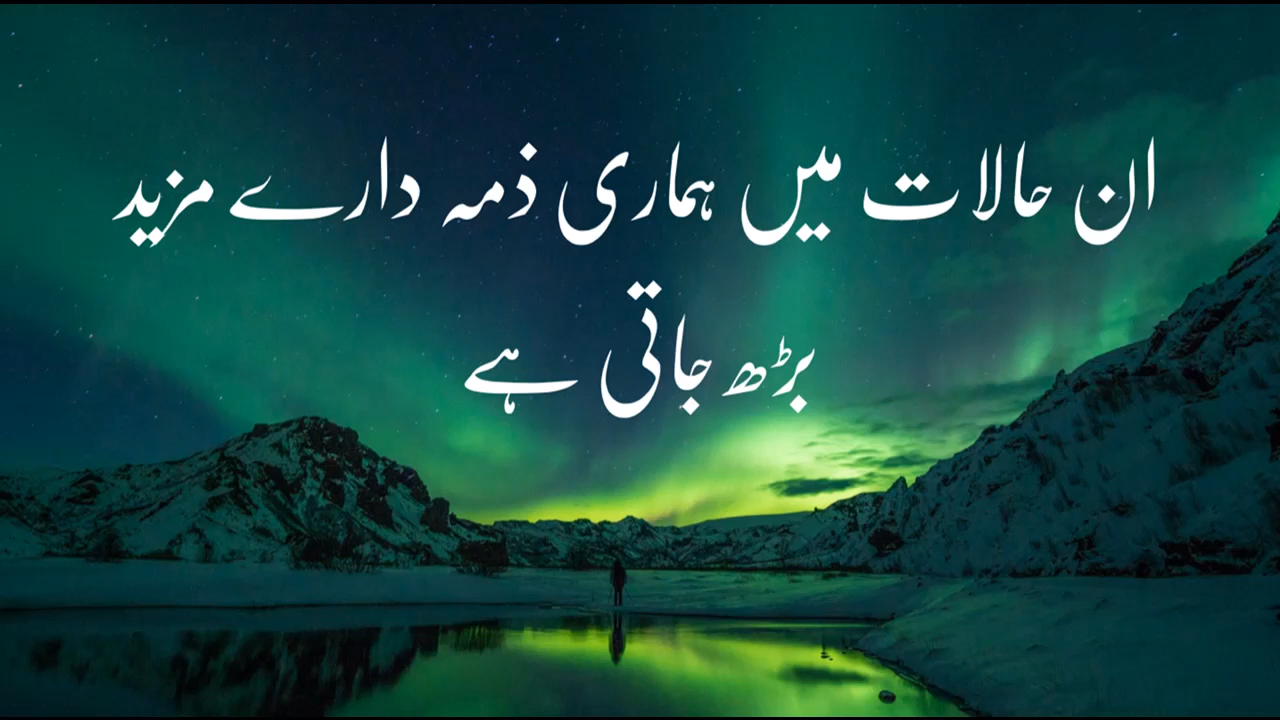 ان حالات میں ہماری ذمہ دارے مزید
بڑھ جاتی ہے